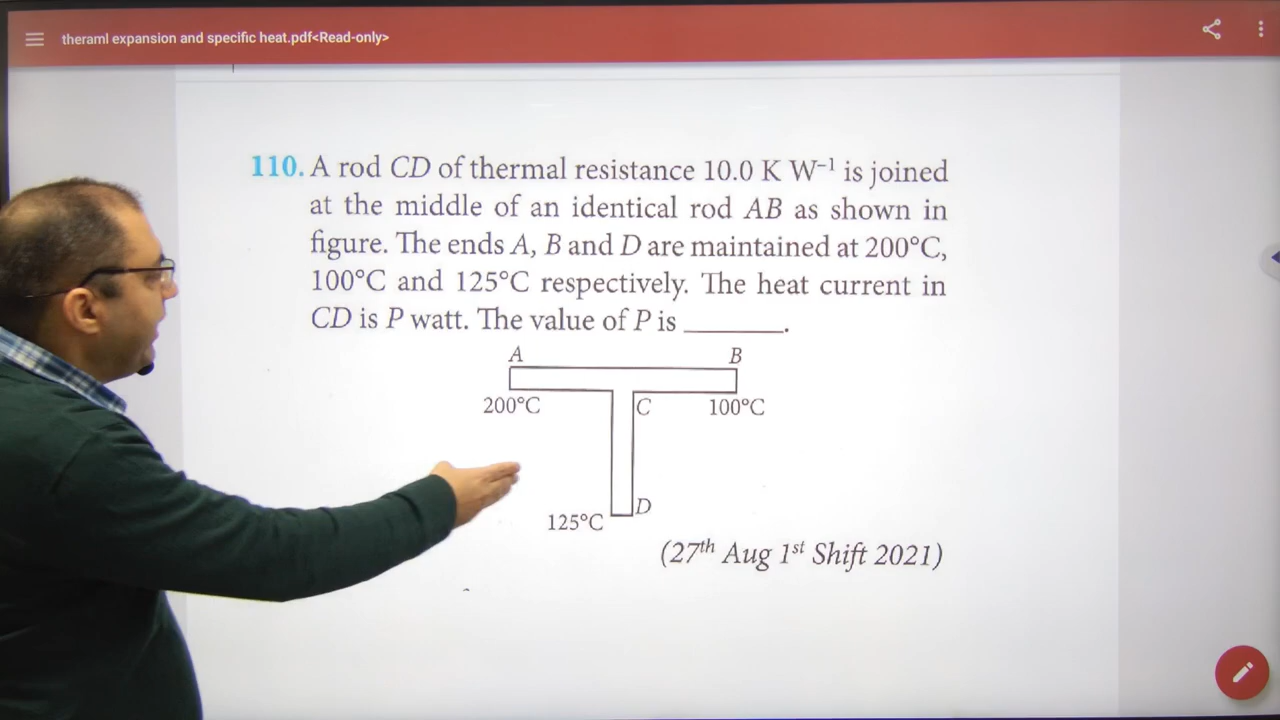 theraml expansion and specific heat.pdf<Read-only>
110. A rod CD of thermal resistance 10.0 K W⁻¹ is joined
at the middle of an identical rod AB as shown in
figure. The ends A, B and D are maintained at 200°C,
100°C and 125°C respectively. The heat current in
CD is P watt. The value of P is ________.
A B
200°C C 100°C
D
125°C
(27th Aug 1st Shift 2021)